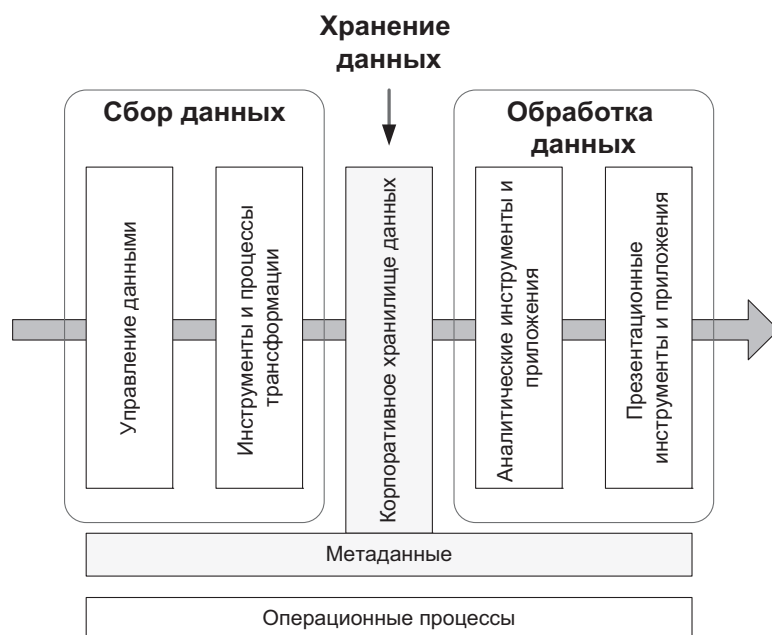 Хранение
данных
Сбор данных
Обработка
данных
Управление данными
Инструменты и процессы
трансформации
Корпоративное хранилище данных
Аналитические инструменты и
приложения
Презентационные
инструменты и приложения
Метаданные
Операционные процессы